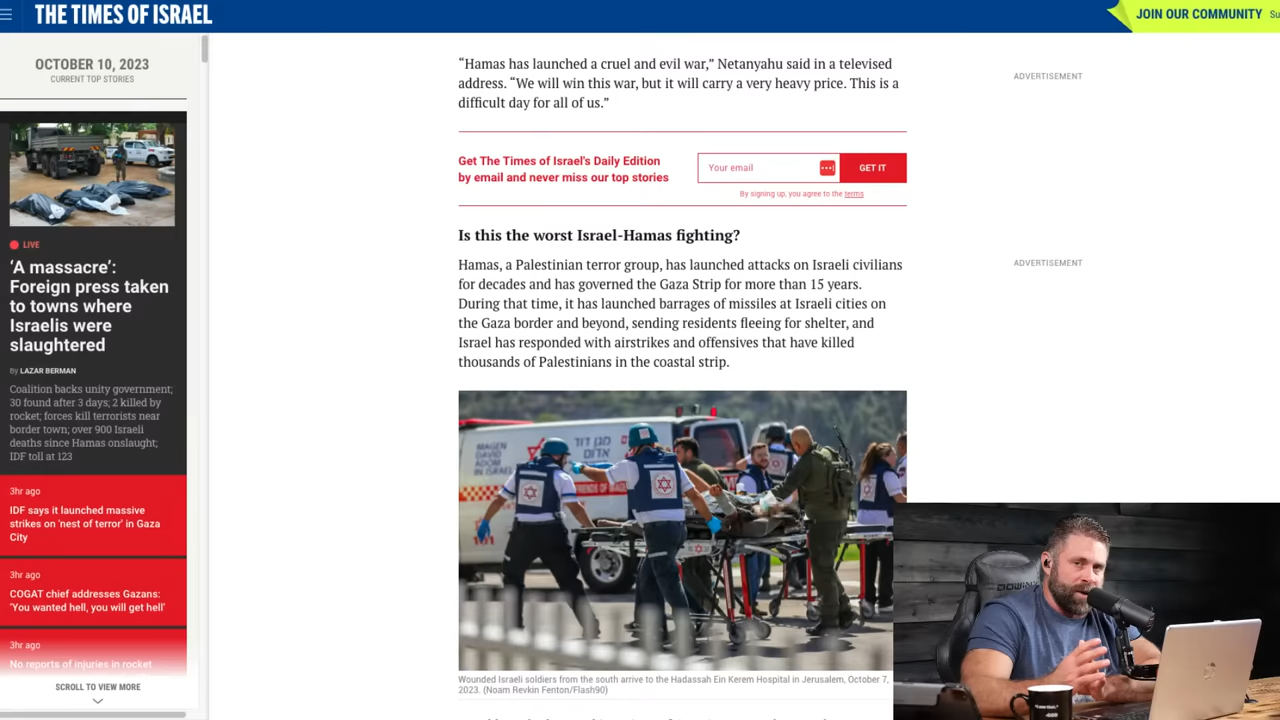 THE TIMES OF ISRAEL
JOIN OUR COMMUNITY
Su
OCTOBER 10, 2023
CURRENT TOP STORIES
LIVE
‘A massacre’:
Foreign press taken
to towns where
Israelis were
slaughtered
By LAZAR BERMAN
Coalition backs unity government;
30 found after 3 days; 2 killed by
rocket; forces kill terrorists near
border town; over 900 Israeli
deaths since Hamas onslaught;
IDF toll at 123
3hr ago
IDF says it launched massive
strikes on 'nest of terror' in Gaza
City
3hr ago
COGAT chief addresses Gazans:
'You wanted hell, you will get hell'
3hr ago
No reports of injuries in rocket
SCROLL TO VIEW MORE
“Hamas has launched a cruel and evil war,” Netanyahu said in a televised
address. “We will win this war, but it will carry a very heavy price. This is a
difficult day for all of us.”
Get The Times of Israel's Daily Edition
by email and never miss our top stories
Your email
GET IT
By signing up, you agree to the terms
Is this the worst Israel-Hamas fighting?
Hamas, a Palestinian terror group, has launched attacks on Israeli civilians
for decades and has governed the Gaza Strip for more than 15 years.
During that time, it has launched barrages of missiles at Israeli cities on
the Gaza border and beyond, sending residents fleeing for shelter, and
Israel has responded with airstrikes and offensives that have killed
thousands of Palestinians in the coastal strip.
מגן דוד
אדום
בישראל
MAGEN
DAVID
ADOM
IN ISRAEL
Wounded Israeli soldiers from the south arrive to the Hadassah Ein Kerem Hospital in Jerusalem, October 7,
2023. (Noam Revkin Fenton/Flash90)
ADVERTISEMENT
ADVERTISEMENT